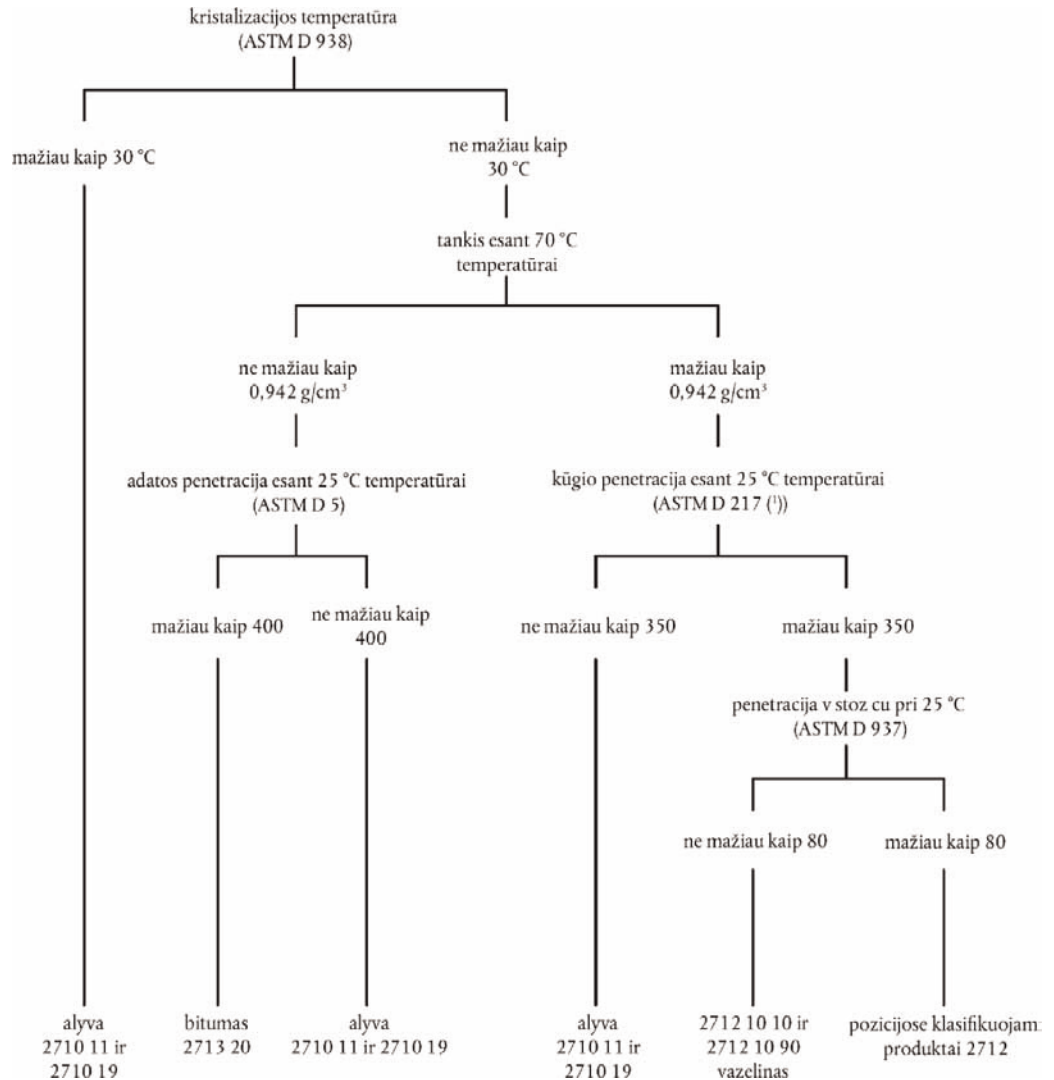 kristalizacijos temperatūra
(ASTM D 938)
mažiau kaip 30 °C
ne mažiau kaip
30 °C
tankis esant 70 °C
temperatūrai
ne mažiau kaip
0,942 g/cm³
mažiau kaip
0,942 g/cm³
adatos penetracija esant 25 °C temperatūrai
(ASTM D 5)
kūgio penetracija esant 25 °C temperatūrai
(ASTM D 217 (¹))
mažiau kaip 400
ne mažiau kaip
400
ne mažiau kaip 350
mažiau kaip 350
penetracija v stoz cu pri 25 °C
(ASTM D 937)
ne mažiau kaip 80
mažiau kaip 80
alyva
2710 11 ir
2710 19
bitumas
2713 20
alyva
2710 11 ir 2710 19
alyva
2710 11 ir
2710 19
2712 10 10 ir
2712 10 90
vazelinas
pozicijose klasifikuojam:
produktai 2712